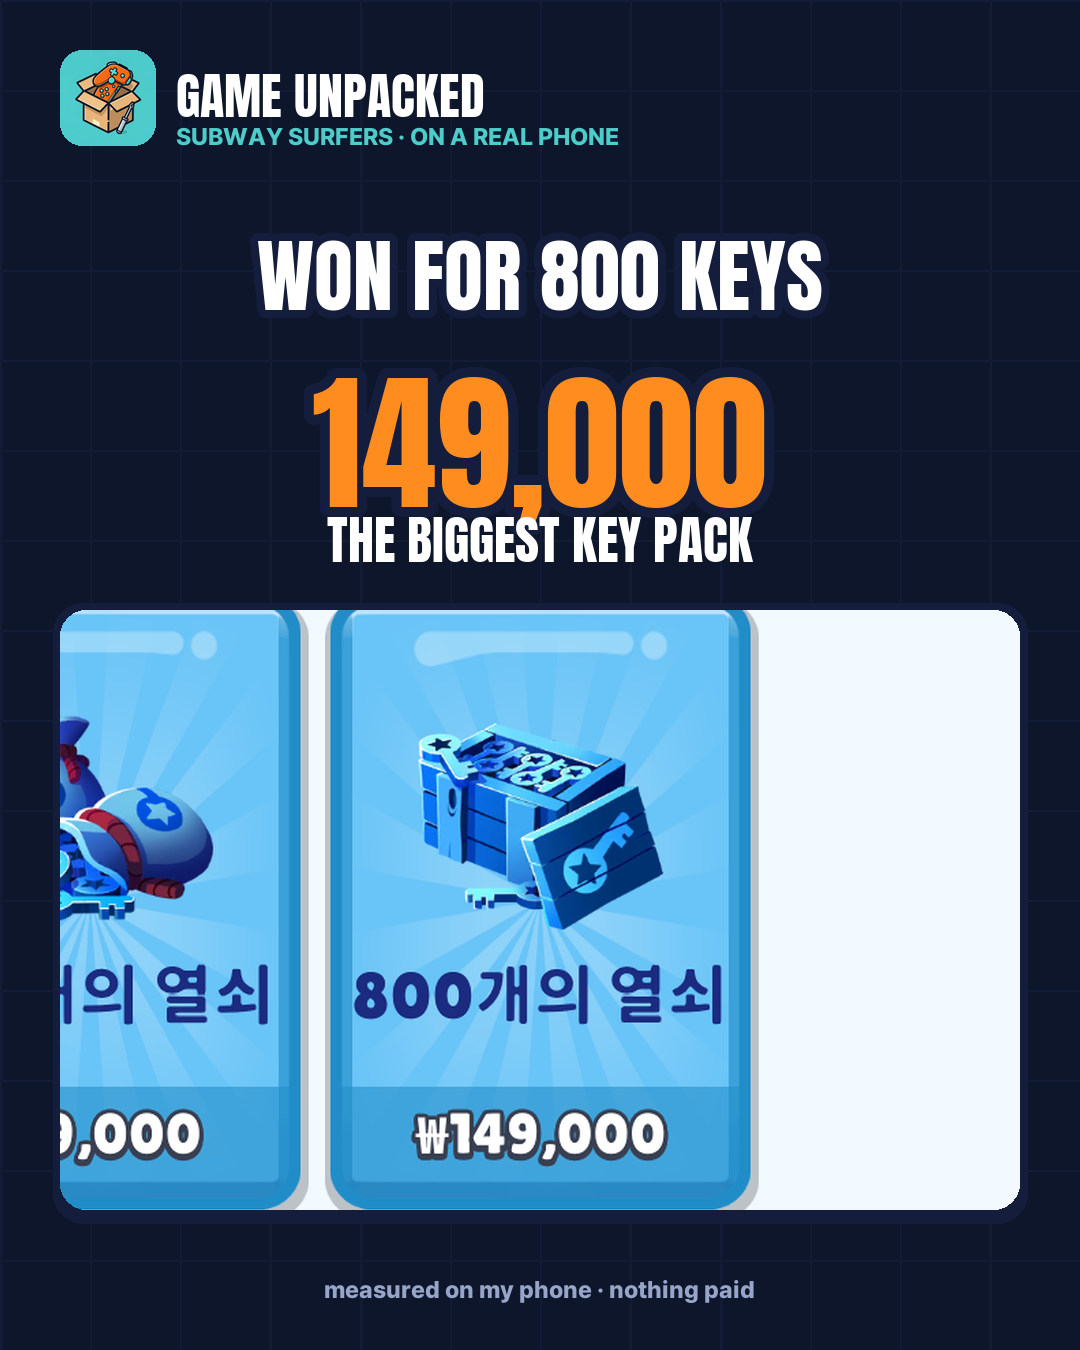 GAME UNPACKED
SUBWAY SURFERS · ON A REAL PHONE
WON FOR 800 KEYS
149,000
THE BIGGEST KEY PACK
의 열쇠
800개의 열쇠
9,000
₩149,000
measured on my phone · nothing paid